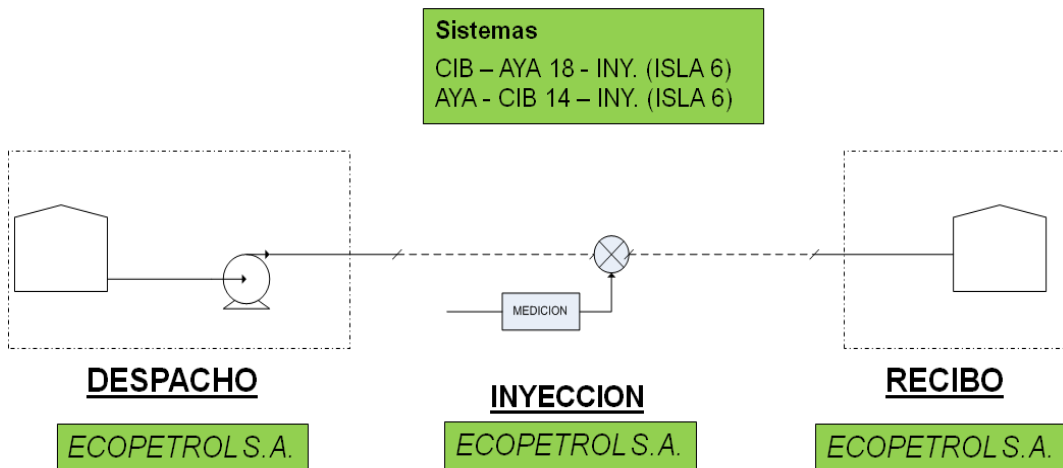 Sistemas
CIB – AYA 18 - INY. (ISLA 6)
AYA - CIB 14 – INY. (ISLA 6)
MEDICION
DESPACHO
INYECCION
RECIBO
ECOPETROL S.A.
ECOPETROL S.A.
ECOPETROL S.A.